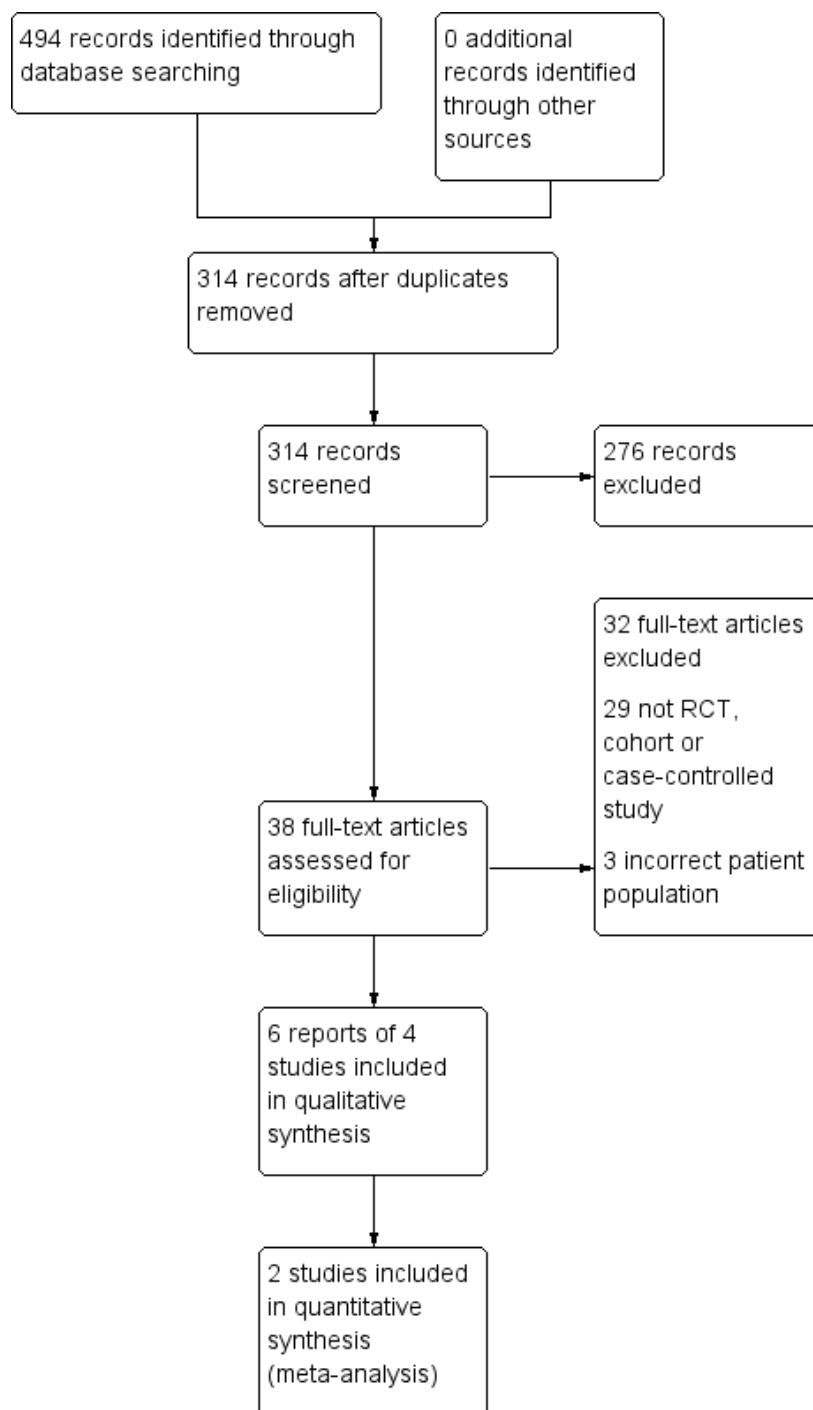 494 records identified through
database searching
0 additional
records identified
through other
sources
314 records after duplicates
removed
314 records
screened
276 records
excluded
32 full-text articles
excluded
29 not RCT,
cohort or
case-controlled
study
3 incorrect patient
population
38 full-text articles
assessed for
eligibility
6 reports of 4
studies included
in qualitative
synthesis
2 studies included
in quantitative
synthesis
(meta-analysis)